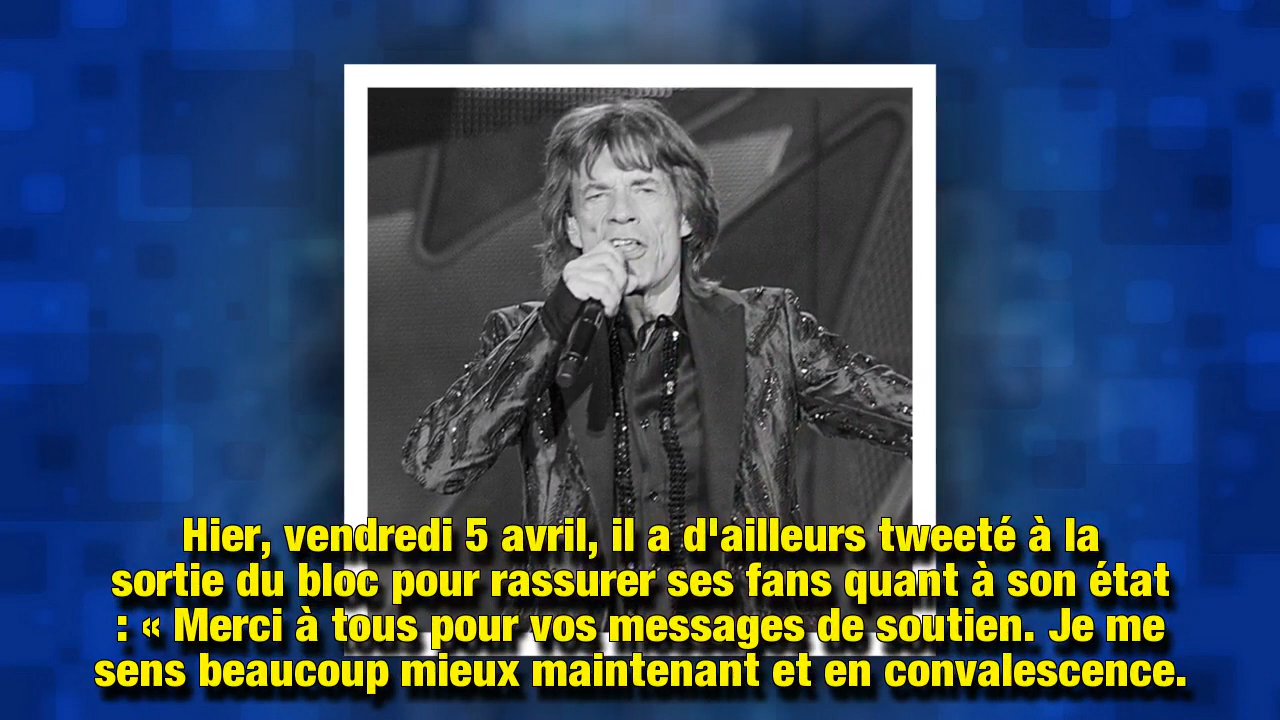 Hier, vendredi 5 avril, il a d'ailleurs tweeté à la
sortie du bloc pour rassurer ses fans quant à son état
: « Merci à tous pour vos messages de soutien. Je me
sens beaucoup mieux maintenant et en convalescence.